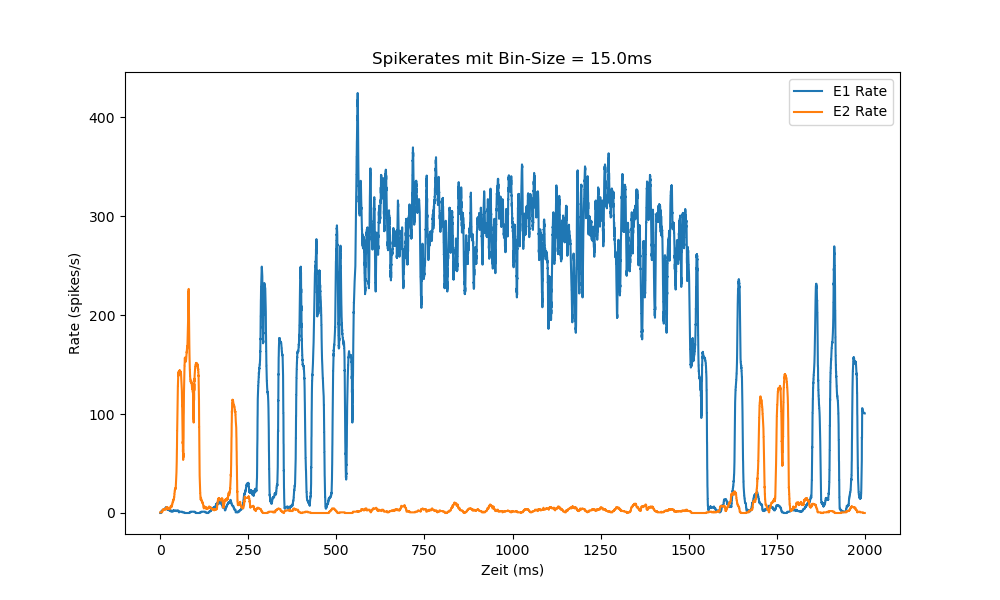 Spikerates mit Bin-Size = 15.0ms
E1 Rate
E2 Rate
400
300
200
100
0
Rate (spikes/s)
0 250 500 750 1000 1250 1500 1750 2000
Zeit (ms)